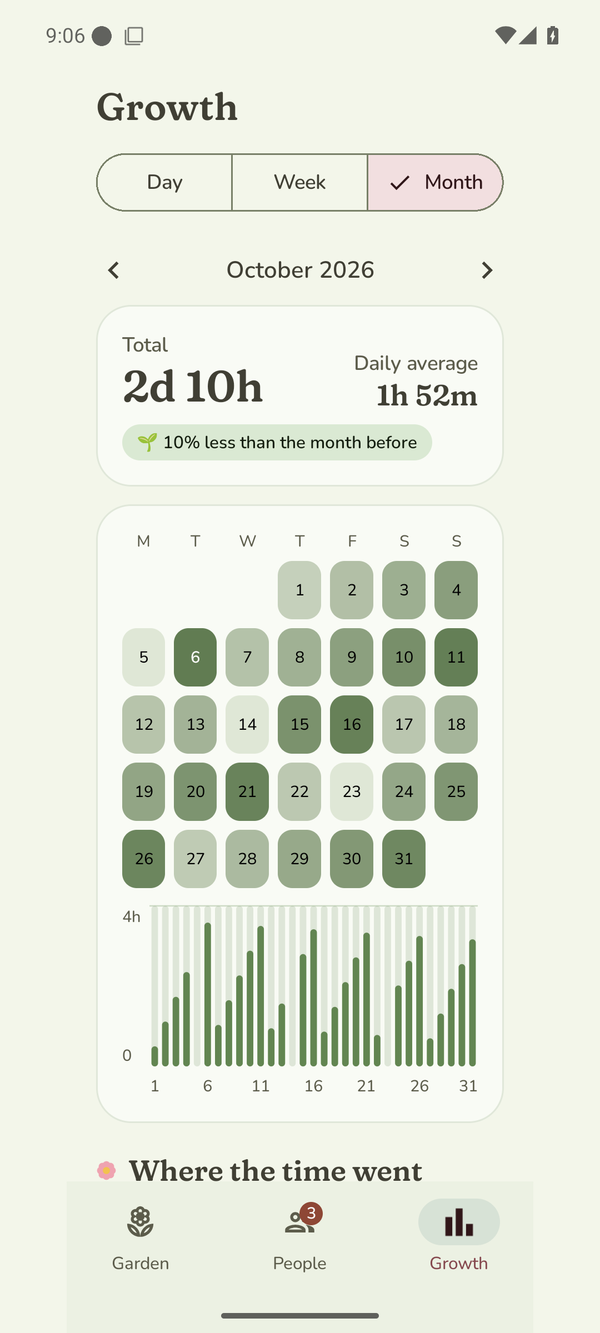 9:06
Growth
Day Week Month
October 2026
Total
Daily average
2d 10h
1h 52m
10% less than the month before
M T W T F S S
1 2 3 4
5 6 7 8 9 10 11
12 13 14 15 16 17 18
19 20 21 22 23 24 25
26 27 28 29 30 31
4h
0
1 6 11 16 21 26 31
Where the time went
3
Garden People Growth